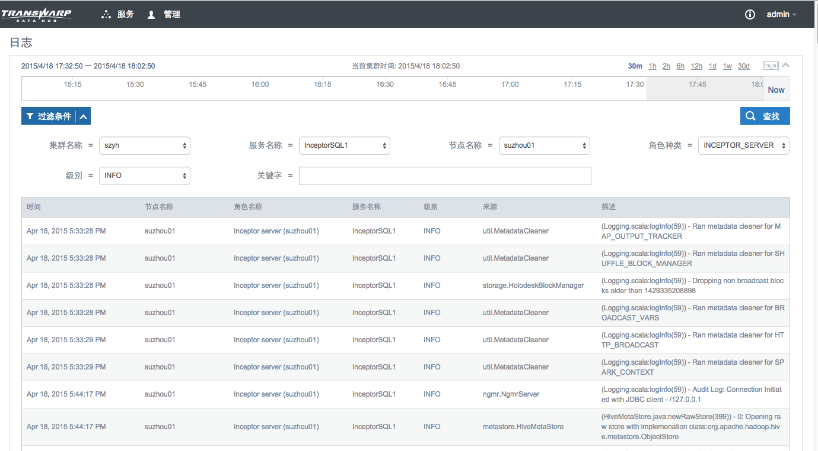 TRANSWARP DATA HUB 服务 管理 admin
日志
2015/4/18 17:32:50 — 2015/4/18 18:02:50 当前集群时间: 2015/4/18 18:02:50 30m 1h 2h 6h 12h 1d 1w 30d
15:15 15:30 15:45 16:00 16:15 16:30 16:45 17:00 17:15 17:30 17:45 Now
过滤条件 查找
集群名称 = szyh 服务名称 = InceptorSQL1 节点名称 = suzhou01 角色种类 = INCEPTOR_SERVER
级别 = INFO 关键字 =
时间 节点名称 角色名称 服务名称 级别 来源 描述
Apr 18, 2015 5:33:28 PM suzhou01 Inceptor server (suzhou01) InceptorSQL1 INFO util.MetadataCleaner (Logging.scala:logInfo(59)) - Ran metadata cleaner for M
AP_OUTPUT_TRACKER
Apr 18, 2015 5:33:28 PM suzhou01 Inceptor server (suzhou01) InceptorSQL1 INFO util.MetadataCleaner (Logging.scala:logInfo(59)) - Ran metadata cleaner for SH
UFFLE_BLOCK_MANAGER
Apr 18, 2015 5:33:28 PM suzhou01 Inceptor server (suzhou01) InceptorSQL1 INFO storage.HolodeskBlockManager (Logging.scala:logInfo(59)) - Dropping non broadcast bloc
ks older than 1429335208898
Apr 18, 2015 5:33:28 PM suzhou01 Inceptor server (suzhou01) InceptorSQL1 INFO util.MetadataCleaner (Logging.scala:logInfo(59)) - Ran metadata cleaner for BR
OADCAST_VARS
Apr 18, 2015 5:33:29 PM suzhou01 Inceptor server (suzhou01) InceptorSQL1 INFO util.MetadataCleaner (Logging.scala:logInfo(59)) - Ran metadata cleaner for HT
TP_BROADCAST
Apr 18, 2015 5:33:29 PM suzhou01 Inceptor server (suzhou01) InceptorSQL1 INFO util.MetadataCleaner (Logging.scala:logInfo(59)) - Ran metadata cleaner for SP
ARK_CONTEXT
Apr 18, 2015 5:44:17 PM suzhou01 Inceptor server (suzhou01) InceptorSQL1 INFO ngmr.NgmrServer (Logging.scala:logInfo(59)) - Audit Log: Connection Initiat
ed with JDBC client - /127.0.0.1
Apr 18, 2015 5:44:17 PM suzhou01 Inceptor server (suzhou01) InceptorSQL1 INFO metastore.HiveMetaStore (HiveMetaStore.java:newRawStore(399)) - 0: Opening ra
w store with implemenation class:org.apache.hadoop.hiv
e.metastore.ObjectStore